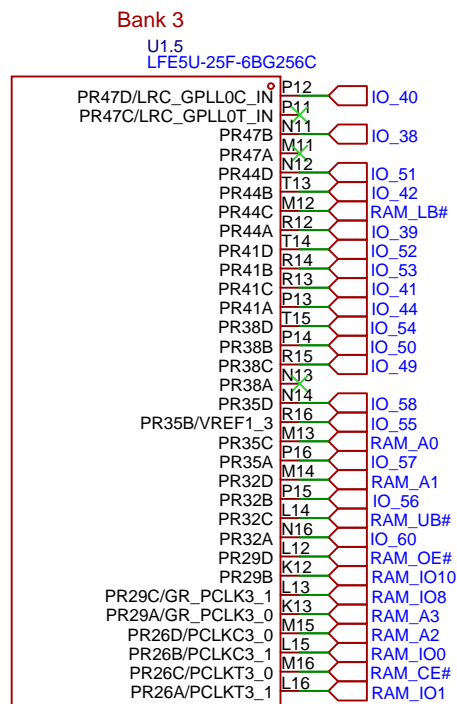 Bank 3
U1.5
LFE5U-25F-6BG256C
PR47D/LRC_GPLL0C_IN P12 IO_40
PR47C/LRC_GPLL0T_IN P11
PR47B N11 IO_38
PR47A M11
PR44D N12 IO_51
PR44B T13 IO_42
PR44C M12 RAM_LB#
PR44A R12 IO_39
PR41D T14 IO_52
PR41B R14 IO_53
PR41C R13 IO_41
PR41A P13 IO_44
PR38D T15 IO_54
PR38B P14 IO_50
PR38C R15 IO_49
PR38A N13
PR35D N14 IO_58
PR35B/VREF1_3 R16 IO_55
PR35C M13 RAM_A0
PR35A P16 IO_57
PR32D M14 RAM_A1
PR32B P15 IO_56
PR32C L14 RAM_UB#
PR32A N16 IO_60
PR29D L12 RAM_OE#
PR29B K12 RAM_IO10
PR29C/GR_PCLK3_1 L13 RAM_IO8
PR29A/GR_PCLK3_0 K13 RAM_A3
PR26D/PCLKC3_0 M15 RAM_A2
PR26B/PCLKC3_1 L15 RAM_IO0
PR26C/PCLKT3_0 M16 RAM_CE#
PR26A/PCLKT3_1 L16 RAM_IO1